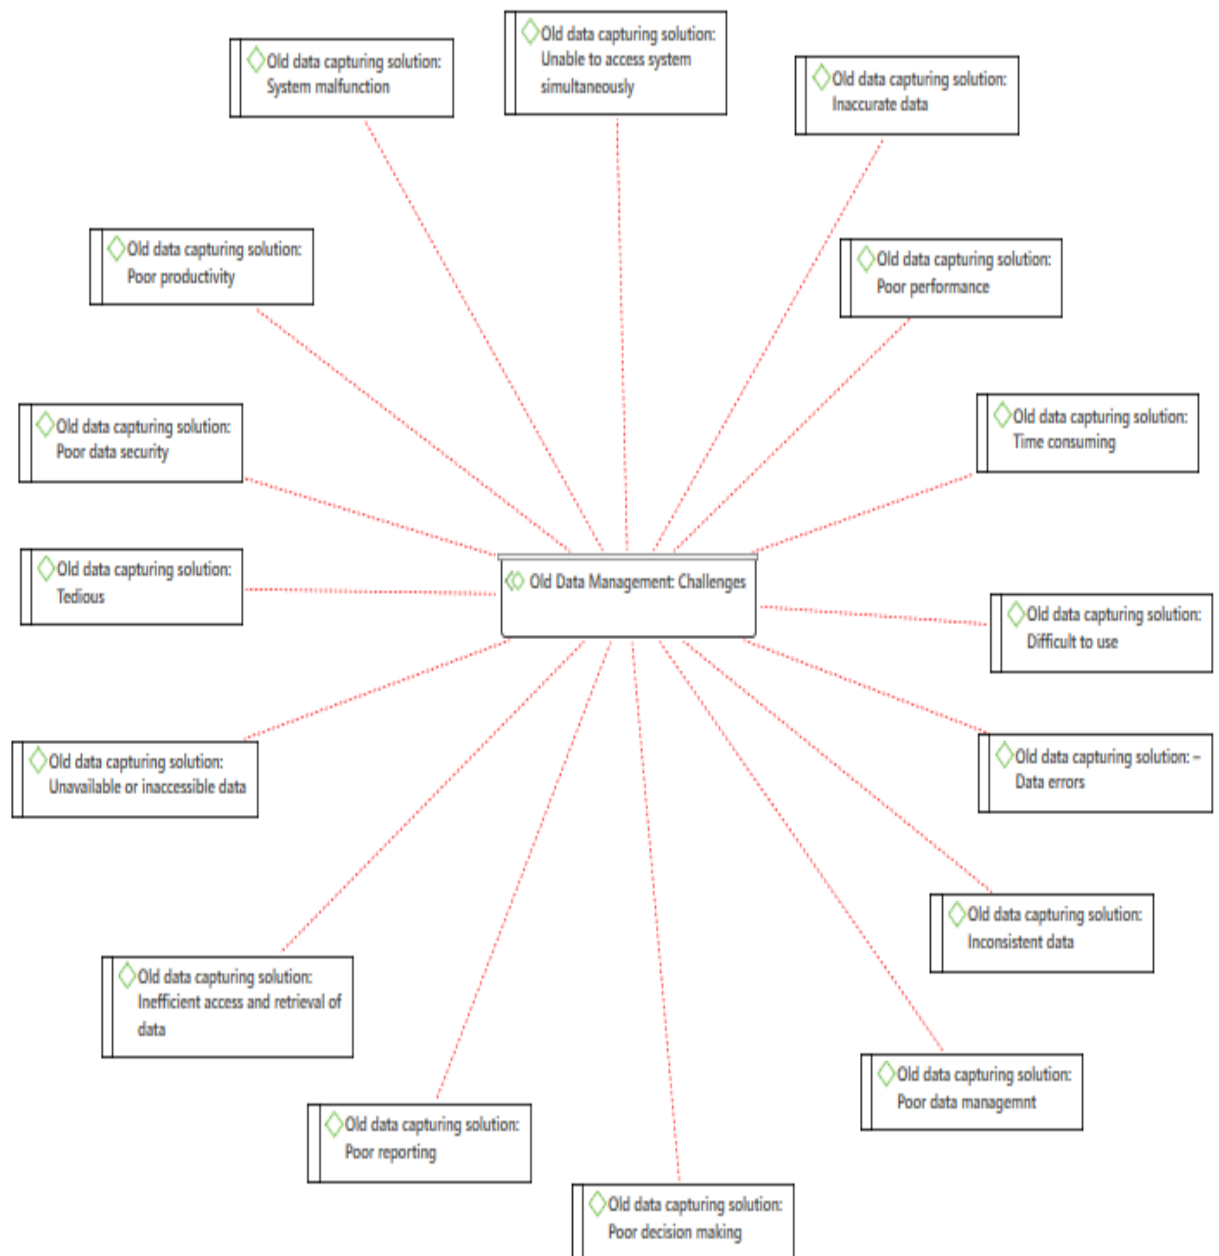 Old data capturing solution:
Unable to access system
simultaneously
Old data capturing solution:
System malfunction
Old data capturing solution:
Inaccurate data
Old data capturing solution:
Poor productivity
Old data capturing solution:
Poor performance
Old data capturing solution:
Poor data security
Old data capturing solution:
Time consuming
Old data capturing solution:
Tedious
Old Data Management: Challenges
Old data capturing solution:
Difficult to use
Old data capturing solution:
Unavailable or inaccessible data
Old data capturing solution: –
Data errors
Old data capturing solution:
Inconsistent data
Old data capturing solution:
Inefficient access and retrieval of
data
Old data capturing solution:
Poor data managemnt
Old data capturing solution:
Poor reporting
Old data capturing solution:
Poor decision making